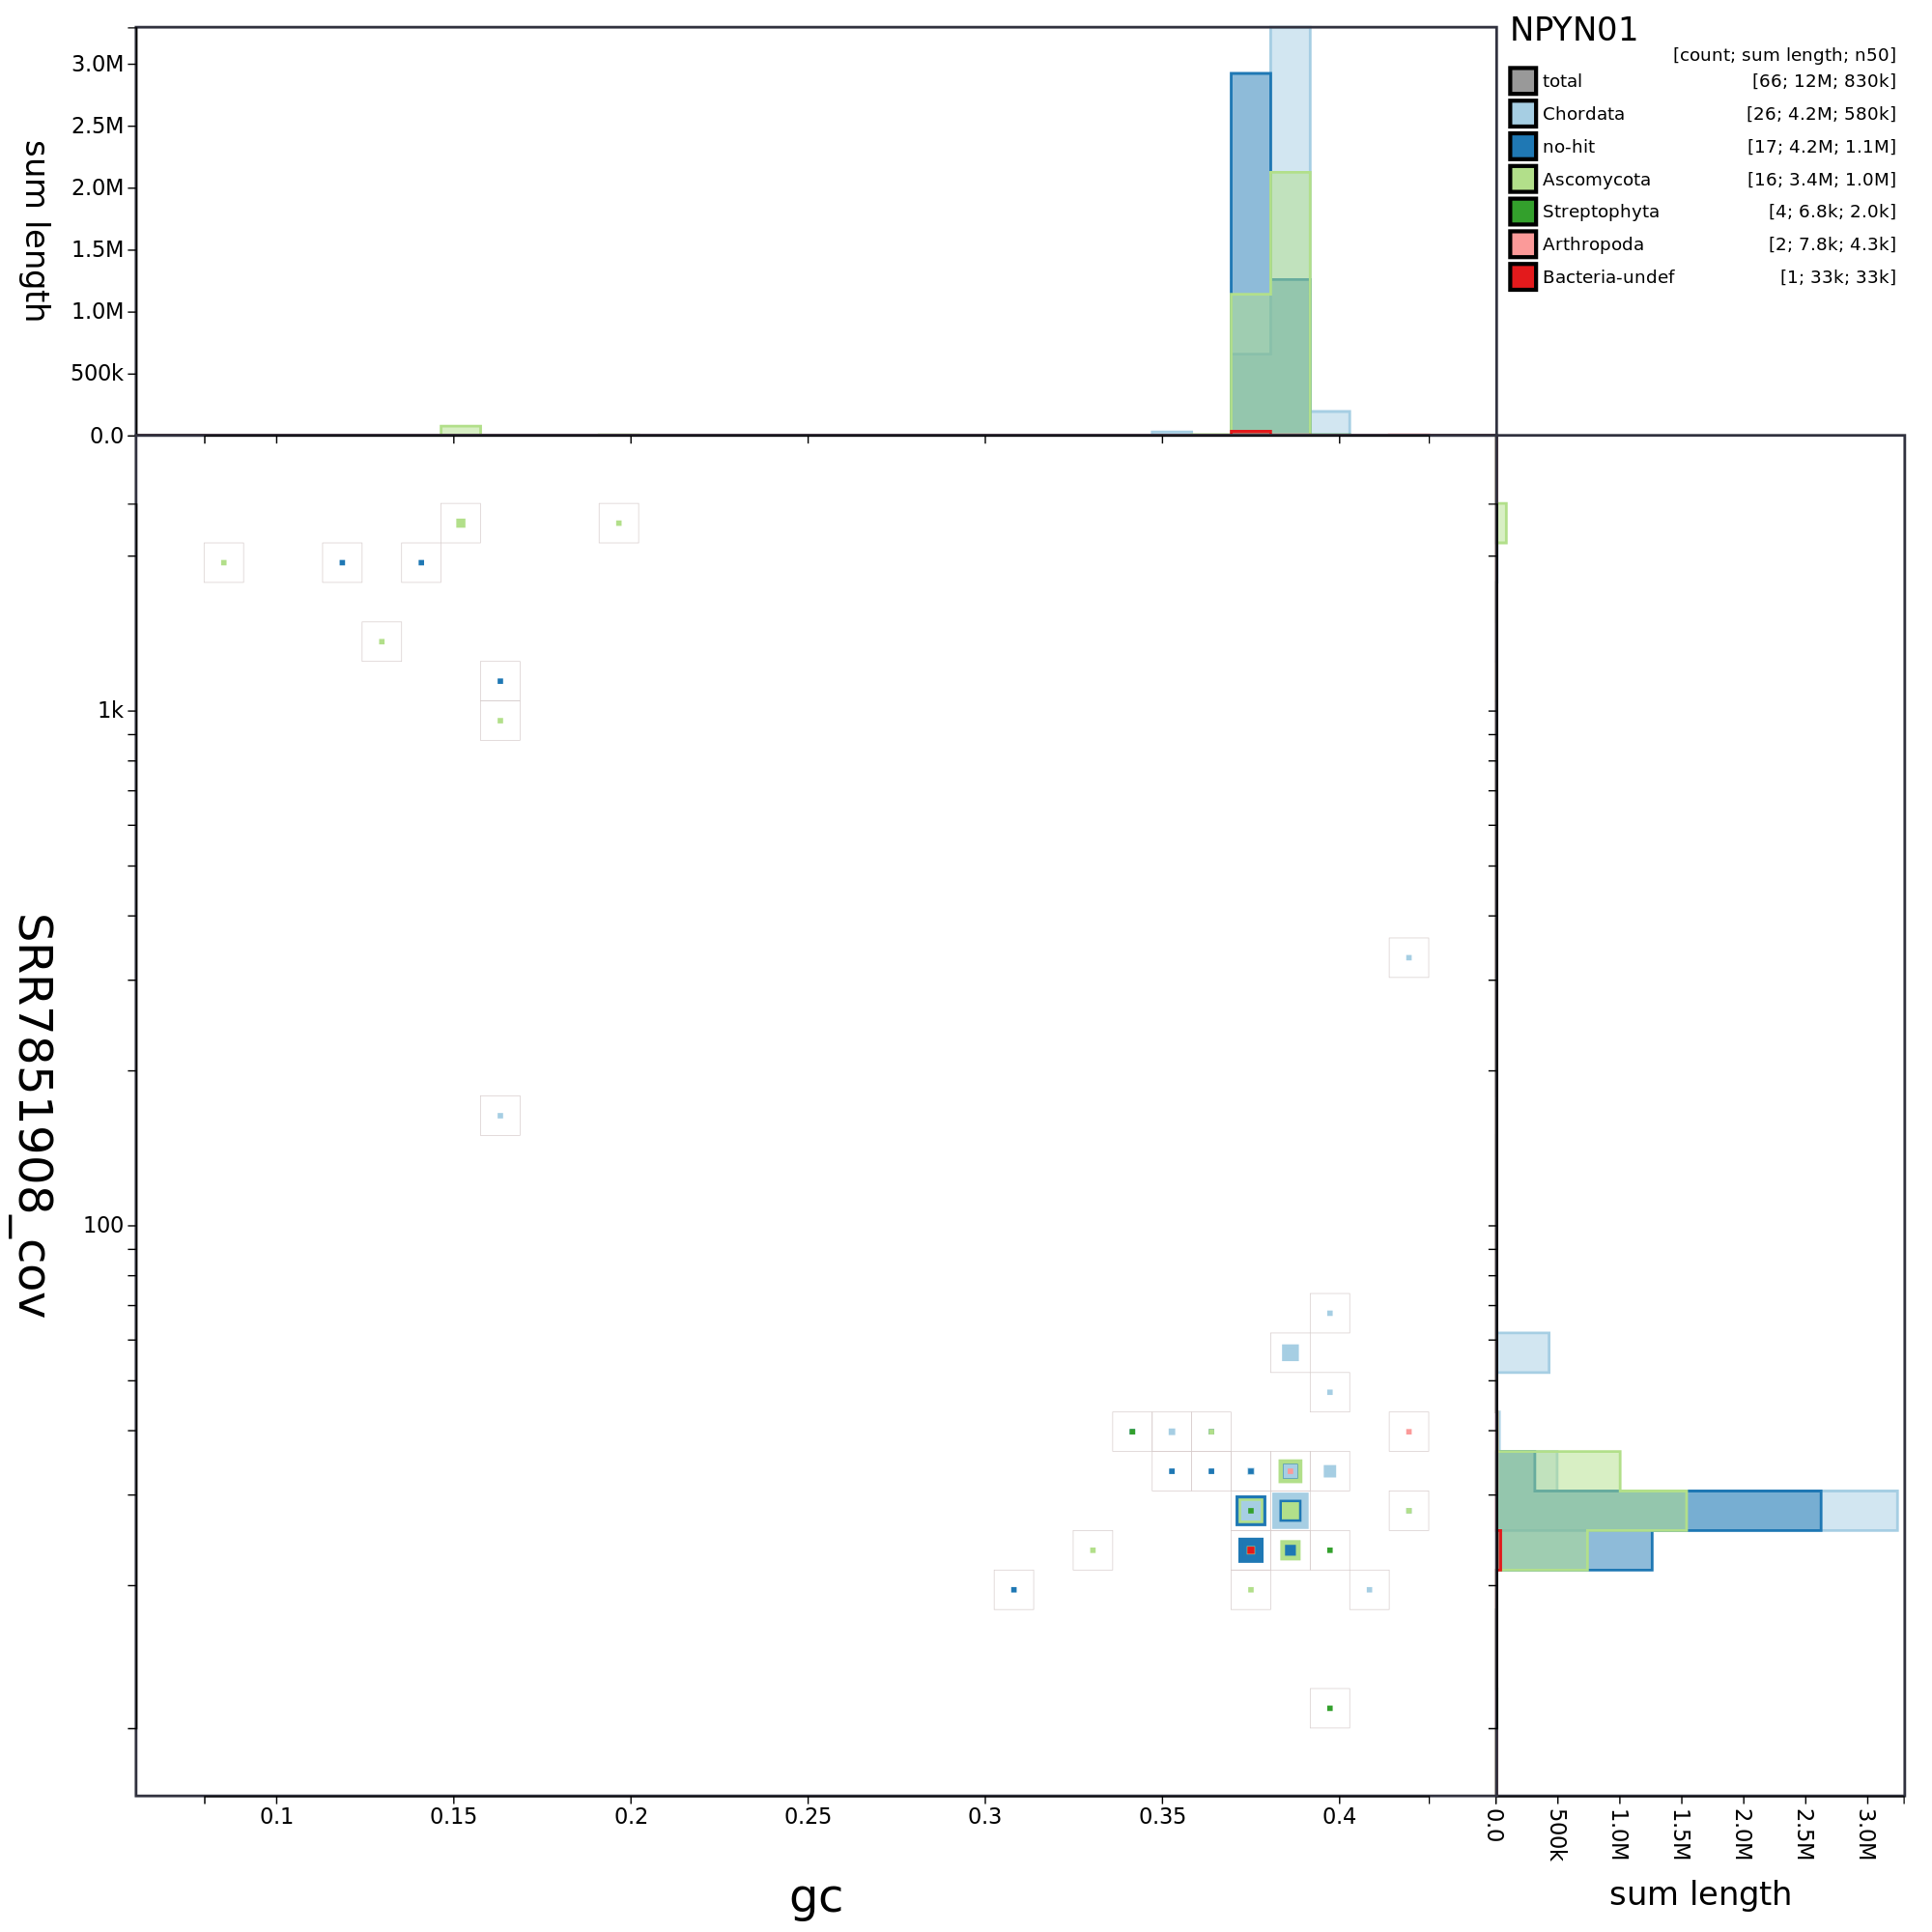 NPYN01
[count; sum length; n50]
total [66; 12M; 830k]
Chordata [26; 4.2M; 580k]
no-hit [17; 4.2M; 1.1M]
Ascomycota [16; 3.4M; 1.0M]
Streptophyta [4; 6.8k; 2.0k]
Arthropoda [2; 7.8k; 4.3k]
Bacteria-undef [1; 33k; 33k]
sum length
3.0M
2.5M
2.0M
1.5M
1.0M
500k
0.0
SRR7851908_cov
1k
100
0.1 0.15 0.2 0.25 0.3 0.35 0.4
gc
0.0 500k 1.0M 1.5M 2.0M 2.5M 3.0M
sum length